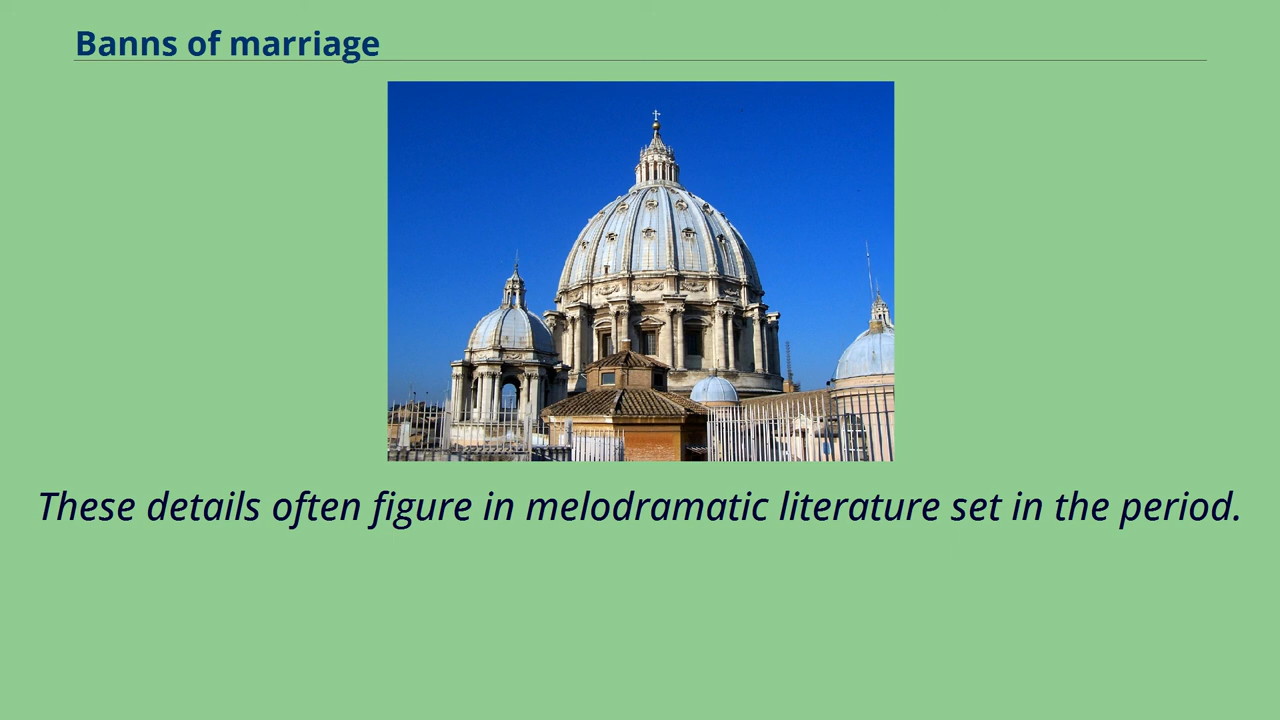 Banns of marriage
These details often figure in melodramatic literature set in the period.